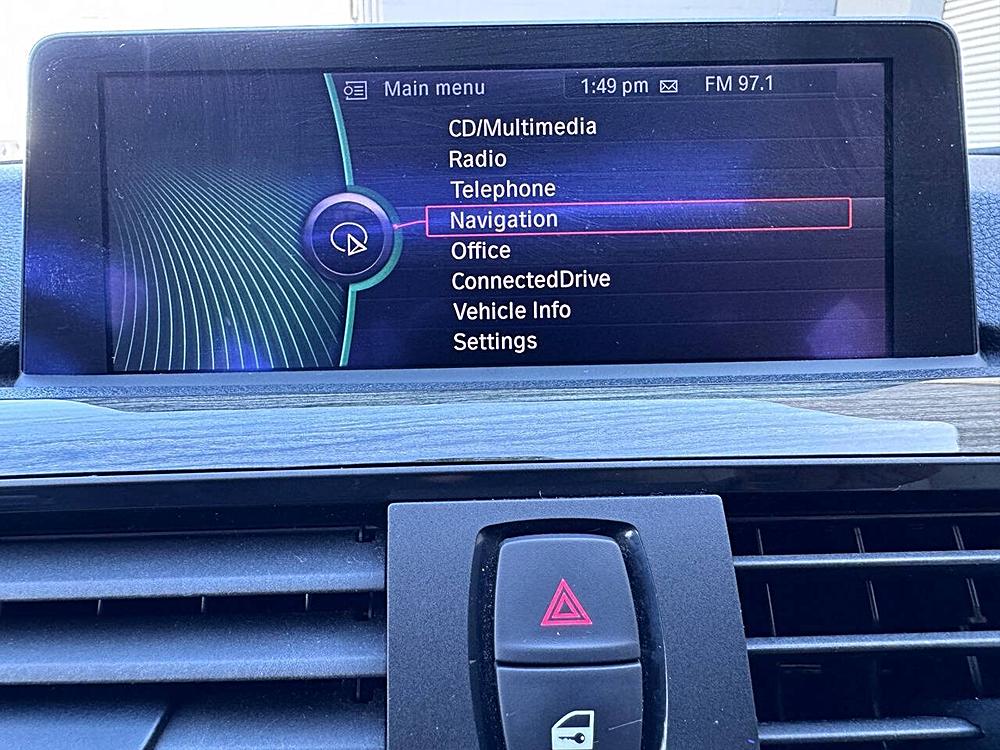 Main menu 1:49 pm FM 97.1
CD/Multimedia
Radio
Telephone
Navigation
Office
ConnectedDrive
Vehicle Info
Settings